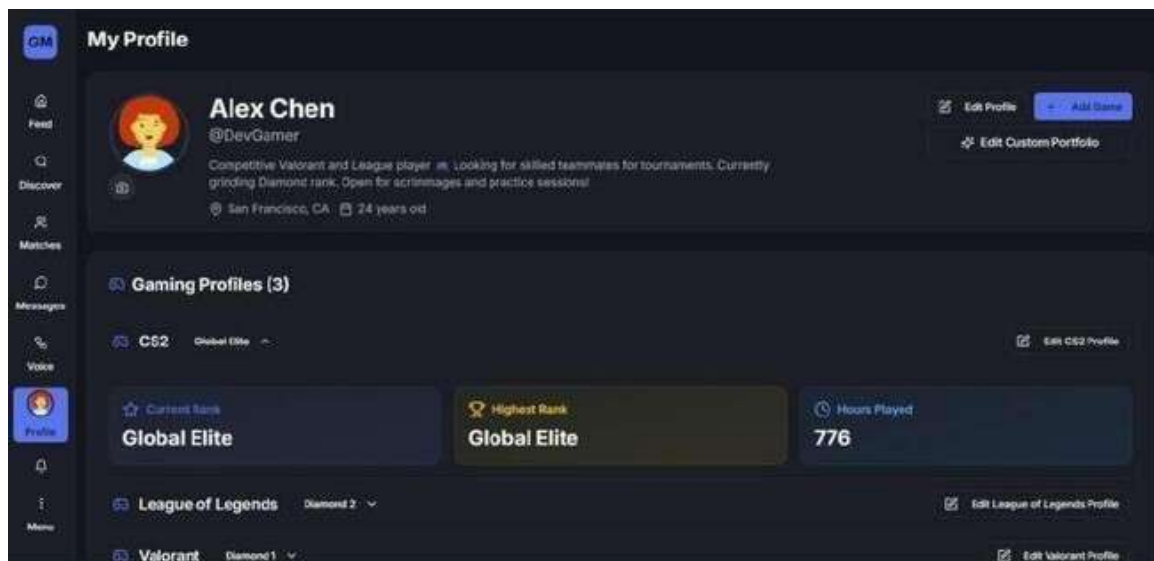 GM
My Profile
Feed
Discover
Matches
Messages
Voice
Profile
Menu
Alex Chen
@DevGamer
Competitive Valorant and League player 🎮 Looking for skilled teammates for tournaments. Currently
grinding Diamond rank. Open for scrimmages and practice sessions!
San Francisco, CA 24 years old
Edit Profile + Add Game
Edit Custom Portfolio
Gaming Profiles (3)
CS2 Global Elite Edit CS2 Profile
Current Rank Highest Rank Hours Played
Global Elite Global Elite 776
League of Legends Diamond 2 Edit League of Legends Profile
Valorant Diamond 1 Edit Valorant Profile